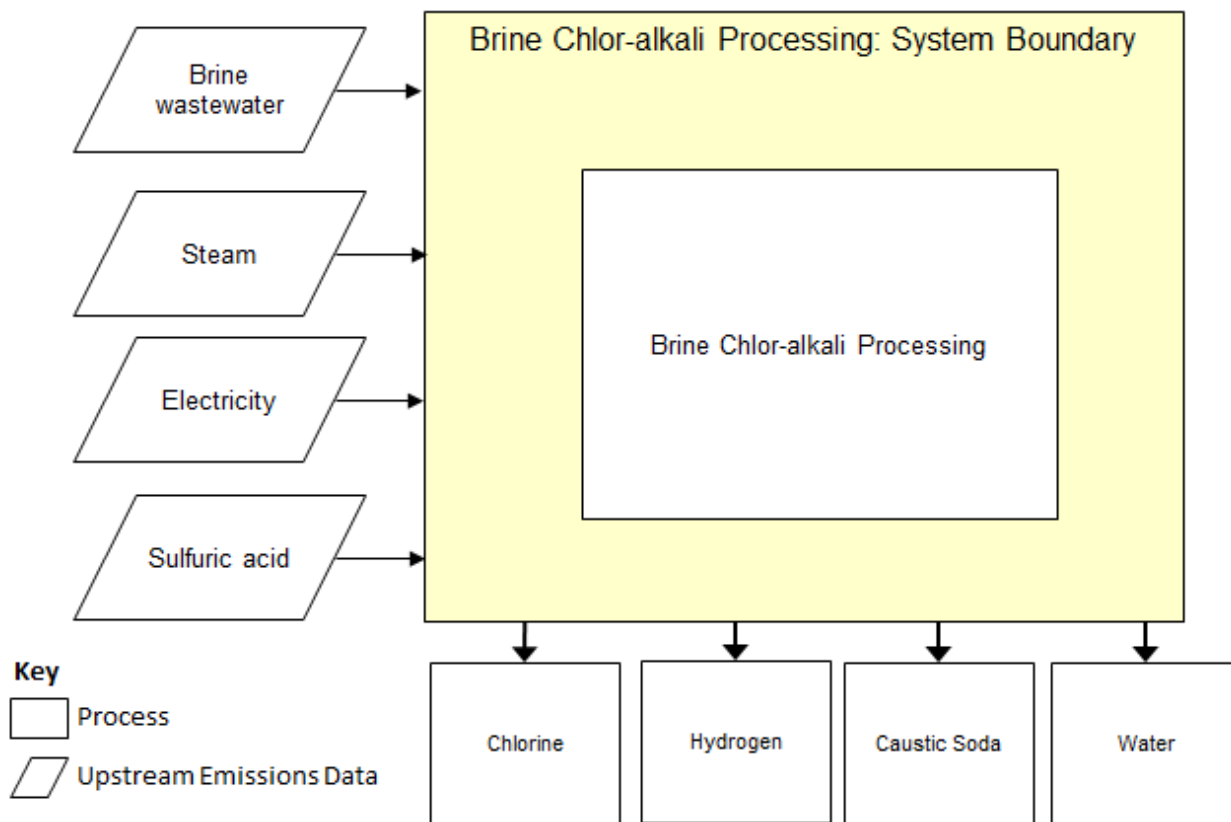 Brine Chlor-alkali Processing: System Boundary
Brine
wastewater
Steam
Electricity
Sulfuric acid
Brine Chlor-alkali Processing
Key
Process
Upstream Emissions Data
Chlorine
Hydrogen
Caustic Soda
Water